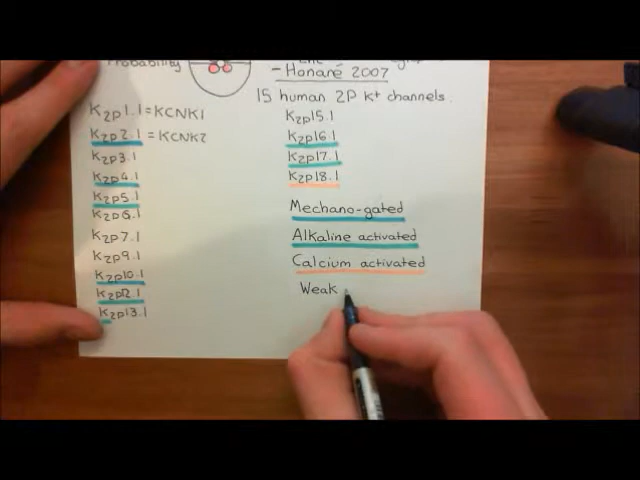 Probability
- Honoré 2007
15 human 2P K+ channels.
K2p1.1 = KCNK1
K2p2.1 = KCNK2
K2p3.1
K2p4.1
K2p5.1
K2p6.1
K2p7.1
K2p9.1
K2p10.1
K2p12.1
K2p13.1
K2p15.1
K2p16.1
K2p17.1
K2p18.1
Mechano-gated
Alkaline activated
Calcium activated
Weak